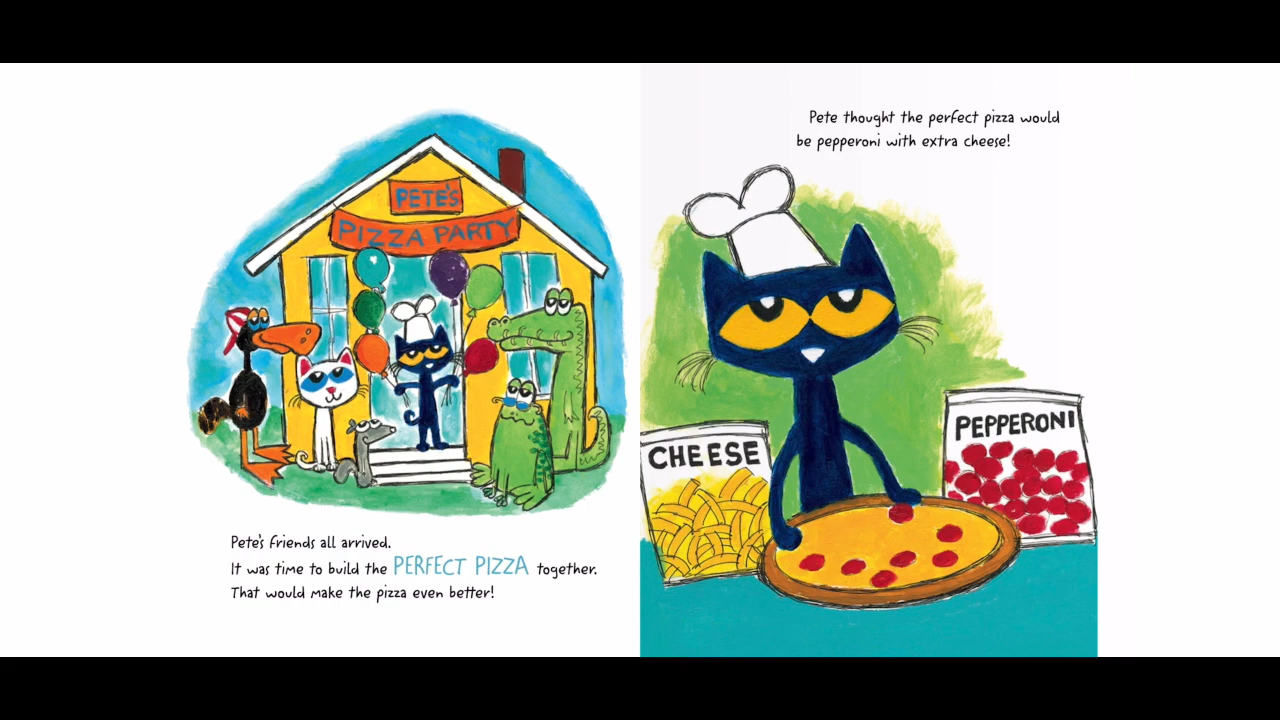 PETE'S
PIZZA PARTY
Pete's friends all arrived.
It was time to build the PERFECT PIZZA together.
That would make the pizza even better!
Pete thought the perfect pizza would
be pepperoni with extra cheese!
CHEESE
PEPPERONI